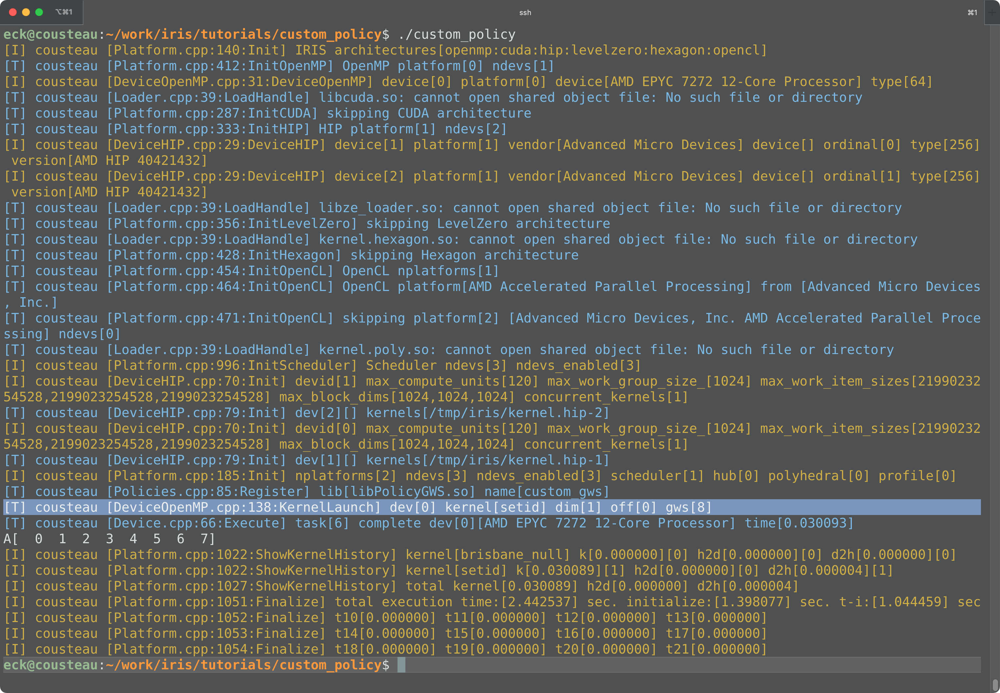 ⌥⌘1 ssh ⌘1 +
eck@cousteau:~/work/iris/tutorials/custom_policy$ ./custom_policy
[I] cousteau [Platform.cpp:140:Init] IRIS architectures[openmp:cuda:hip:levelzero:hexagon:opencl]
[T] cousteau [Platform.cpp:412:InitOpenMP] OpenMP platform[0] ndevs[1]
[I] cousteau [DeviceOpenMP.cpp:31:DeviceOpenMP] device[0] platform[0] device[AMD EPYC 7272 12-Core Processor] type[64]
[T] cousteau [Loader.cpp:39:LoadHandle] libcuda.so: cannot open shared object file: No such file or directory
[T] cousteau [Platform.cpp:287:InitCUDA] skipping CUDA architecture
[T] cousteau [Platform.cpp:333:InitHIP] HIP platform[1] ndevs[2]
[I] cousteau [DeviceHIP.cpp:29:DeviceHIP] device[1] platform[1] vendor[Advanced Micro Devices] device[] ordinal[0] type[256]
 version[AMD HIP 40421432]
[I] cousteau [DeviceHIP.cpp:29:DeviceHIP] device[2] platform[1] vendor[Advanced Micro Devices] device[] ordinal[1] type[256]
 version[AMD HIP 40421432]
[T] cousteau [Loader.cpp:39:LoadHandle] libze_loader.so: cannot open shared object file: No such file or directory
[T] cousteau [Platform.cpp:356:InitLevelZero] skipping LevelZero architecture
[T] cousteau [Loader.cpp:39:LoadHandle] kernel.hexagon.so: cannot open shared object file: No such file or directory
[T] cousteau [Platform.cpp:428:InitHexagon] skipping Hexagon architecture
[T] cousteau [Platform.cpp:454:InitOpenCL] OpenCL nplatforms[1]
[T] cousteau [Platform.cpp:464:InitOpenCL] OpenCL platform[AMD Accelerated Parallel Processing] from [Advanced Micro Devices
, Inc.]
[T] cousteau [Platform.cpp:471:InitOpenCL] skipping platform[2] [Advanced Micro Devices, Inc. AMD Accelerated Parallel Proce
ssing] ndevs[0]
[T] cousteau [Loader.cpp:39:LoadHandle] kernel.poly.so: cannot open shared object file: No such file or directory
[I] cousteau [Platform.cpp:996:InitScheduler] Scheduler ndevs[3] ndevs_enabled[3]
[I] cousteau [DeviceHIP.cpp:70:Init] devid[1] max_compute_units[120] max_work_group_size_[1024] max_work_item_sizes[21990232
54528,2199023254528,2199023254528] max_block_dims[1024,1024,1024] concurrent_kernels[1]
[T] cousteau [DeviceHIP.cpp:79:Init] dev[2][] kernels[/tmp/iris/kernel.hip-2]
[I] cousteau [DeviceHIP.cpp:70:Init] devid[0] max_compute_units[120] max_work_group_size_[1024] max_work_item_sizes[21990232
54528,2199023254528,2199023254528] max_block_dims[1024,1024,1024] concurrent_kernels[1]
[T] cousteau [DeviceHIP.cpp:79:Init] dev[1][] kernels[/tmp/iris/kernel.hip-1]
[I] cousteau [Platform.cpp:185:Init] nplatforms[2] ndevs[3] ndevs_enabled[3] scheduler[1] hub[0] polyhedral[0] profile[0]
[T] cousteau [Policies.cpp:85:Register] lib[libPolicyGWS.so] name[custom_gws]
[T] cousteau [DeviceOpenMP.cpp:138:KernelLaunch] dev[0] kernel[setid] dim[1] off[0] gws[8]
[T] cousteau [Device.cpp:66:Execute] task[6] complete dev[0][AMD EPYC 7272 12-Core Processor] time[0.030093]
A[  0  1  2  3  4  5  6  7]
[I] cousteau [Platform.cpp:1022:ShowKernelHistory] kernel[brisbane_null] k[0.000000][0] h2d[0.000000][0] d2h[0.000000][0]
[I] cousteau [Platform.cpp:1022:ShowKernelHistory] kernel[setid] k[0.030089][1] h2d[0.000000][0] d2h[0.000004][1]
[I] cousteau [Platform.cpp:1027:ShowKernelHistory] total kernel[0.030089] h2d[0.000000] d2h[0.000004]
[I] cousteau [Platform.cpp:1051:Finalize] total execution time:[2.442537] sec. initialize:[1.398077] sec. t-i:[1.044459] sec
[I] cousteau [Platform.cpp:1052:Finalize] t10[0.000000] t11[0.000000] t12[0.000000] t13[0.000000]
[I] cousteau [Platform.cpp:1053:Finalize] t14[0.000000] t15[0.000000] t16[0.000000] t17[0.000000]
[I] cousteau [Platform.cpp:1054:Finalize] t18[0.000000] t19[0.000000] t20[0.000000] t21[0.000000]
eck@cousteau:~/work/iris/tutorials/custom_policy$